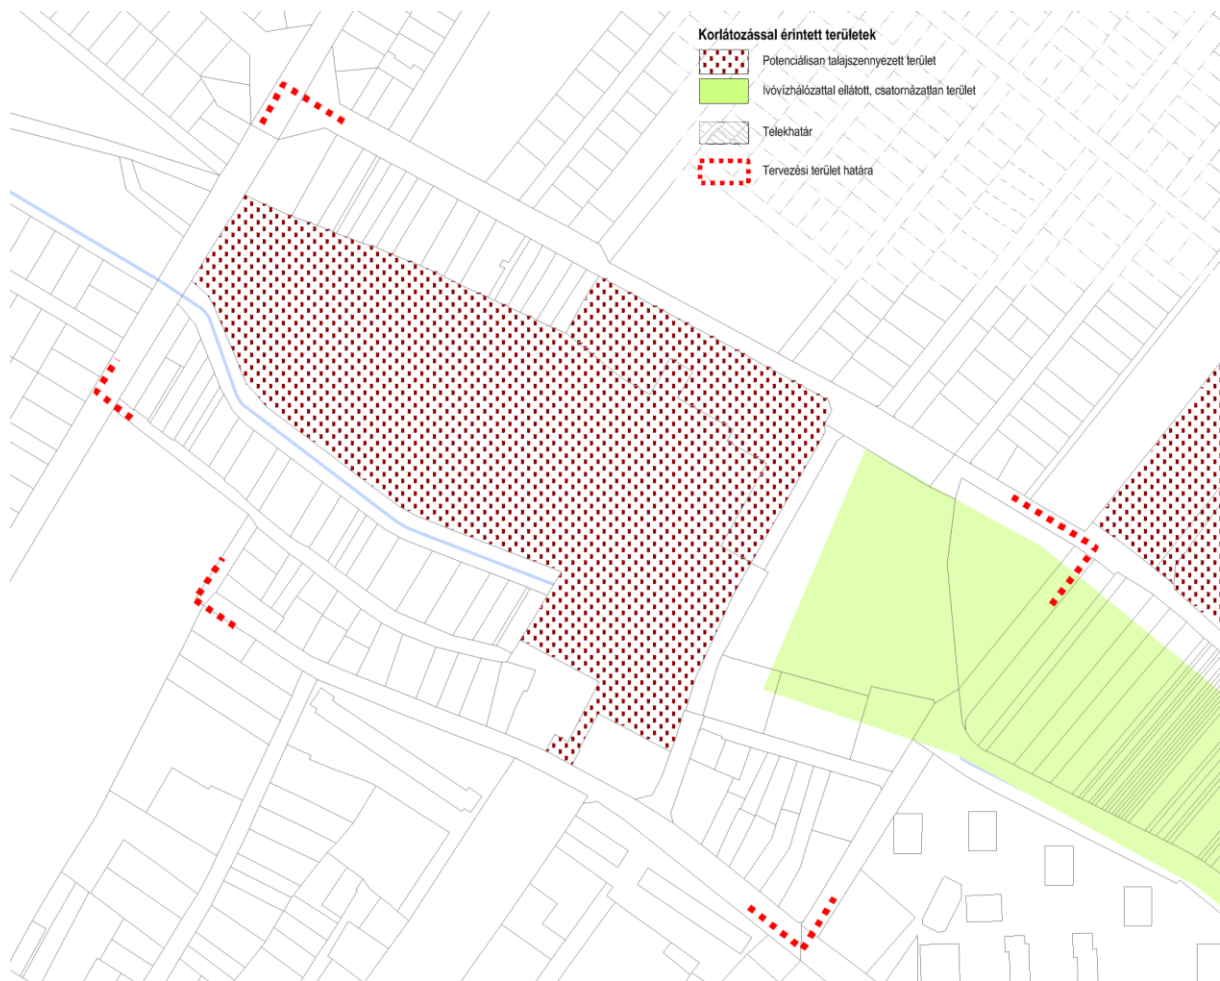 Korlátozással érintett területek
Potenciálisan talajszennyezett terület
Ivóvízhálózattal ellátott, csatornázatlan terület
Telekhatár
Tervezési terület határa